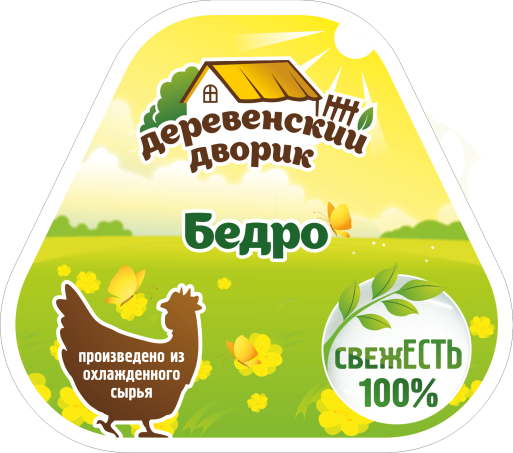 деревенский
дворик
Бедро
произведено из
охлажденного
сырья
свежЕСТЬ
100%